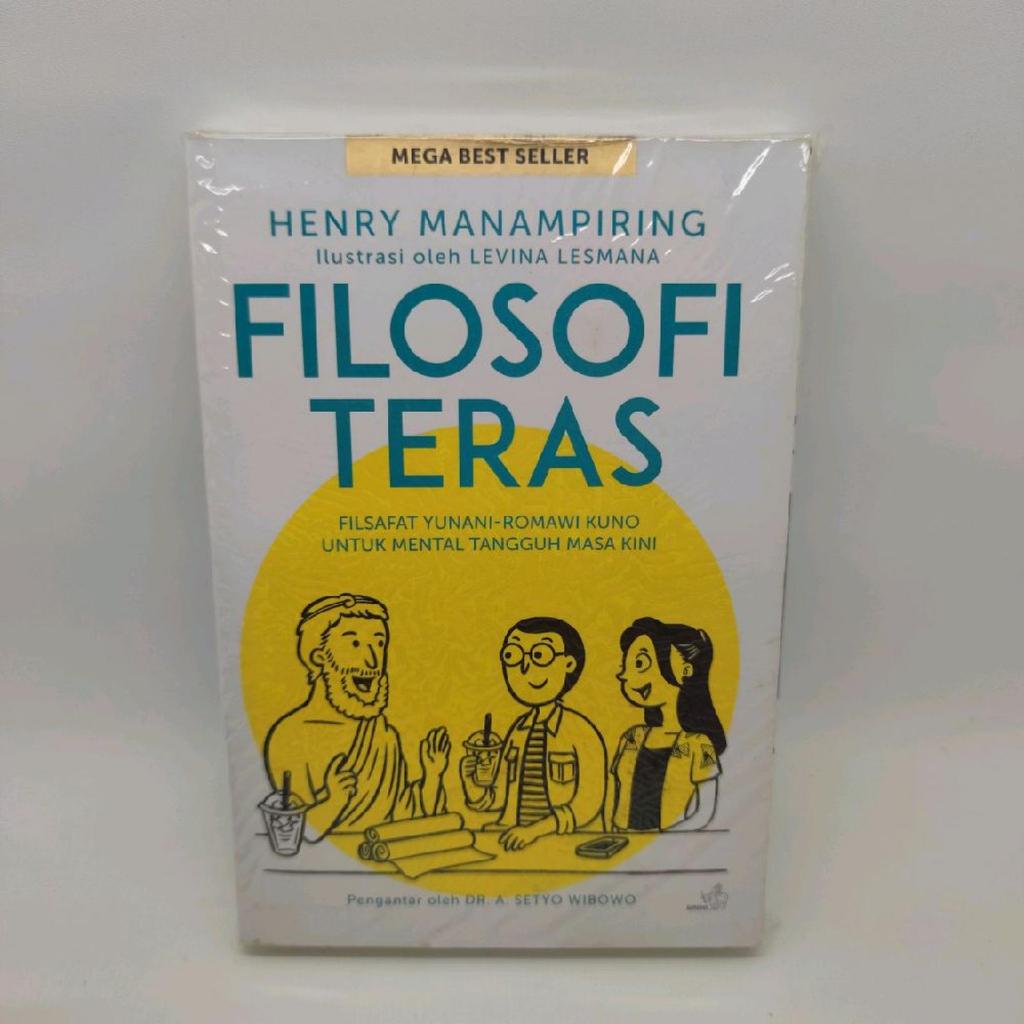 MEGA BEST SELLER
HENRY MANAMPIRING
Ilustrasi oleh LEVINA LESMANA
FILOSOFI
TERAS
FILSAFAT YUNANI-ROMAWI KUNO
UNTUK MENTAL TANGGUH MASA KINI
Pengantar oleh DR. A. SETYO WIBOWO